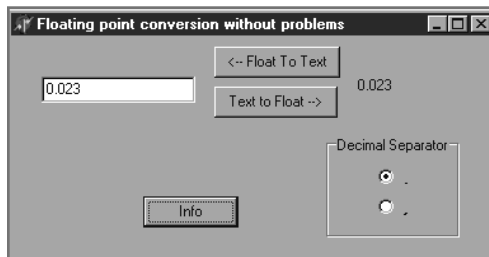 Floating point conversion without problems
<-- Float To Text
0.023
0.023
Text to Float -->
Decimal Separator
.
,
Info